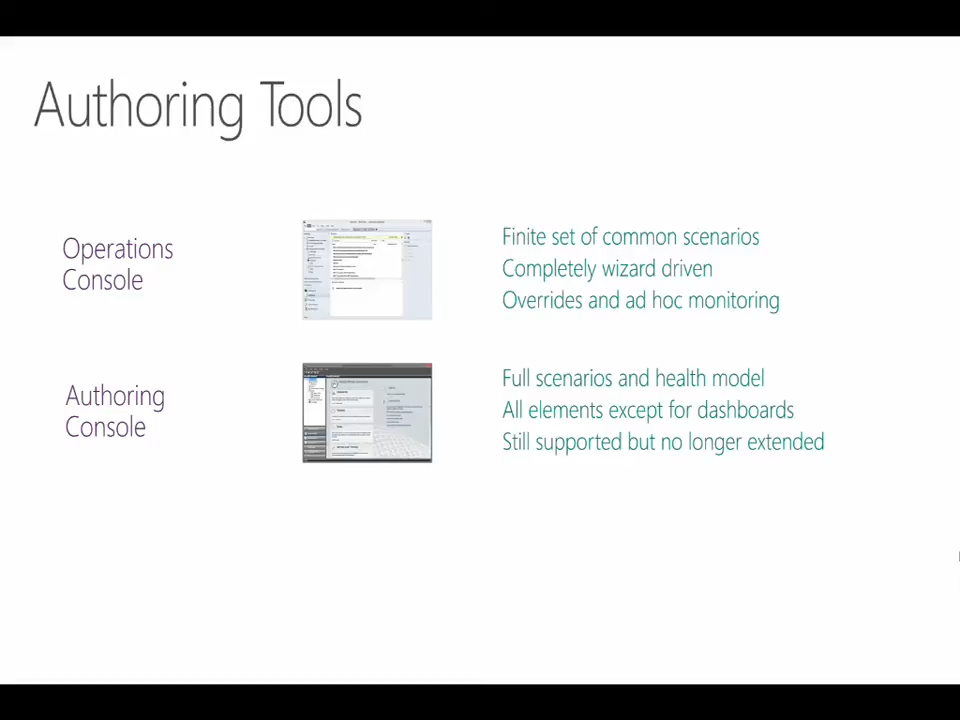 Authoring Tools
Operations
Console
Finite set of common scenarios
Completely wizard driven
Overrides and ad hoc monitoring
Authoring
Console
Full scenarios and health model
All elements except for dashboards
Still supported but no longer extended